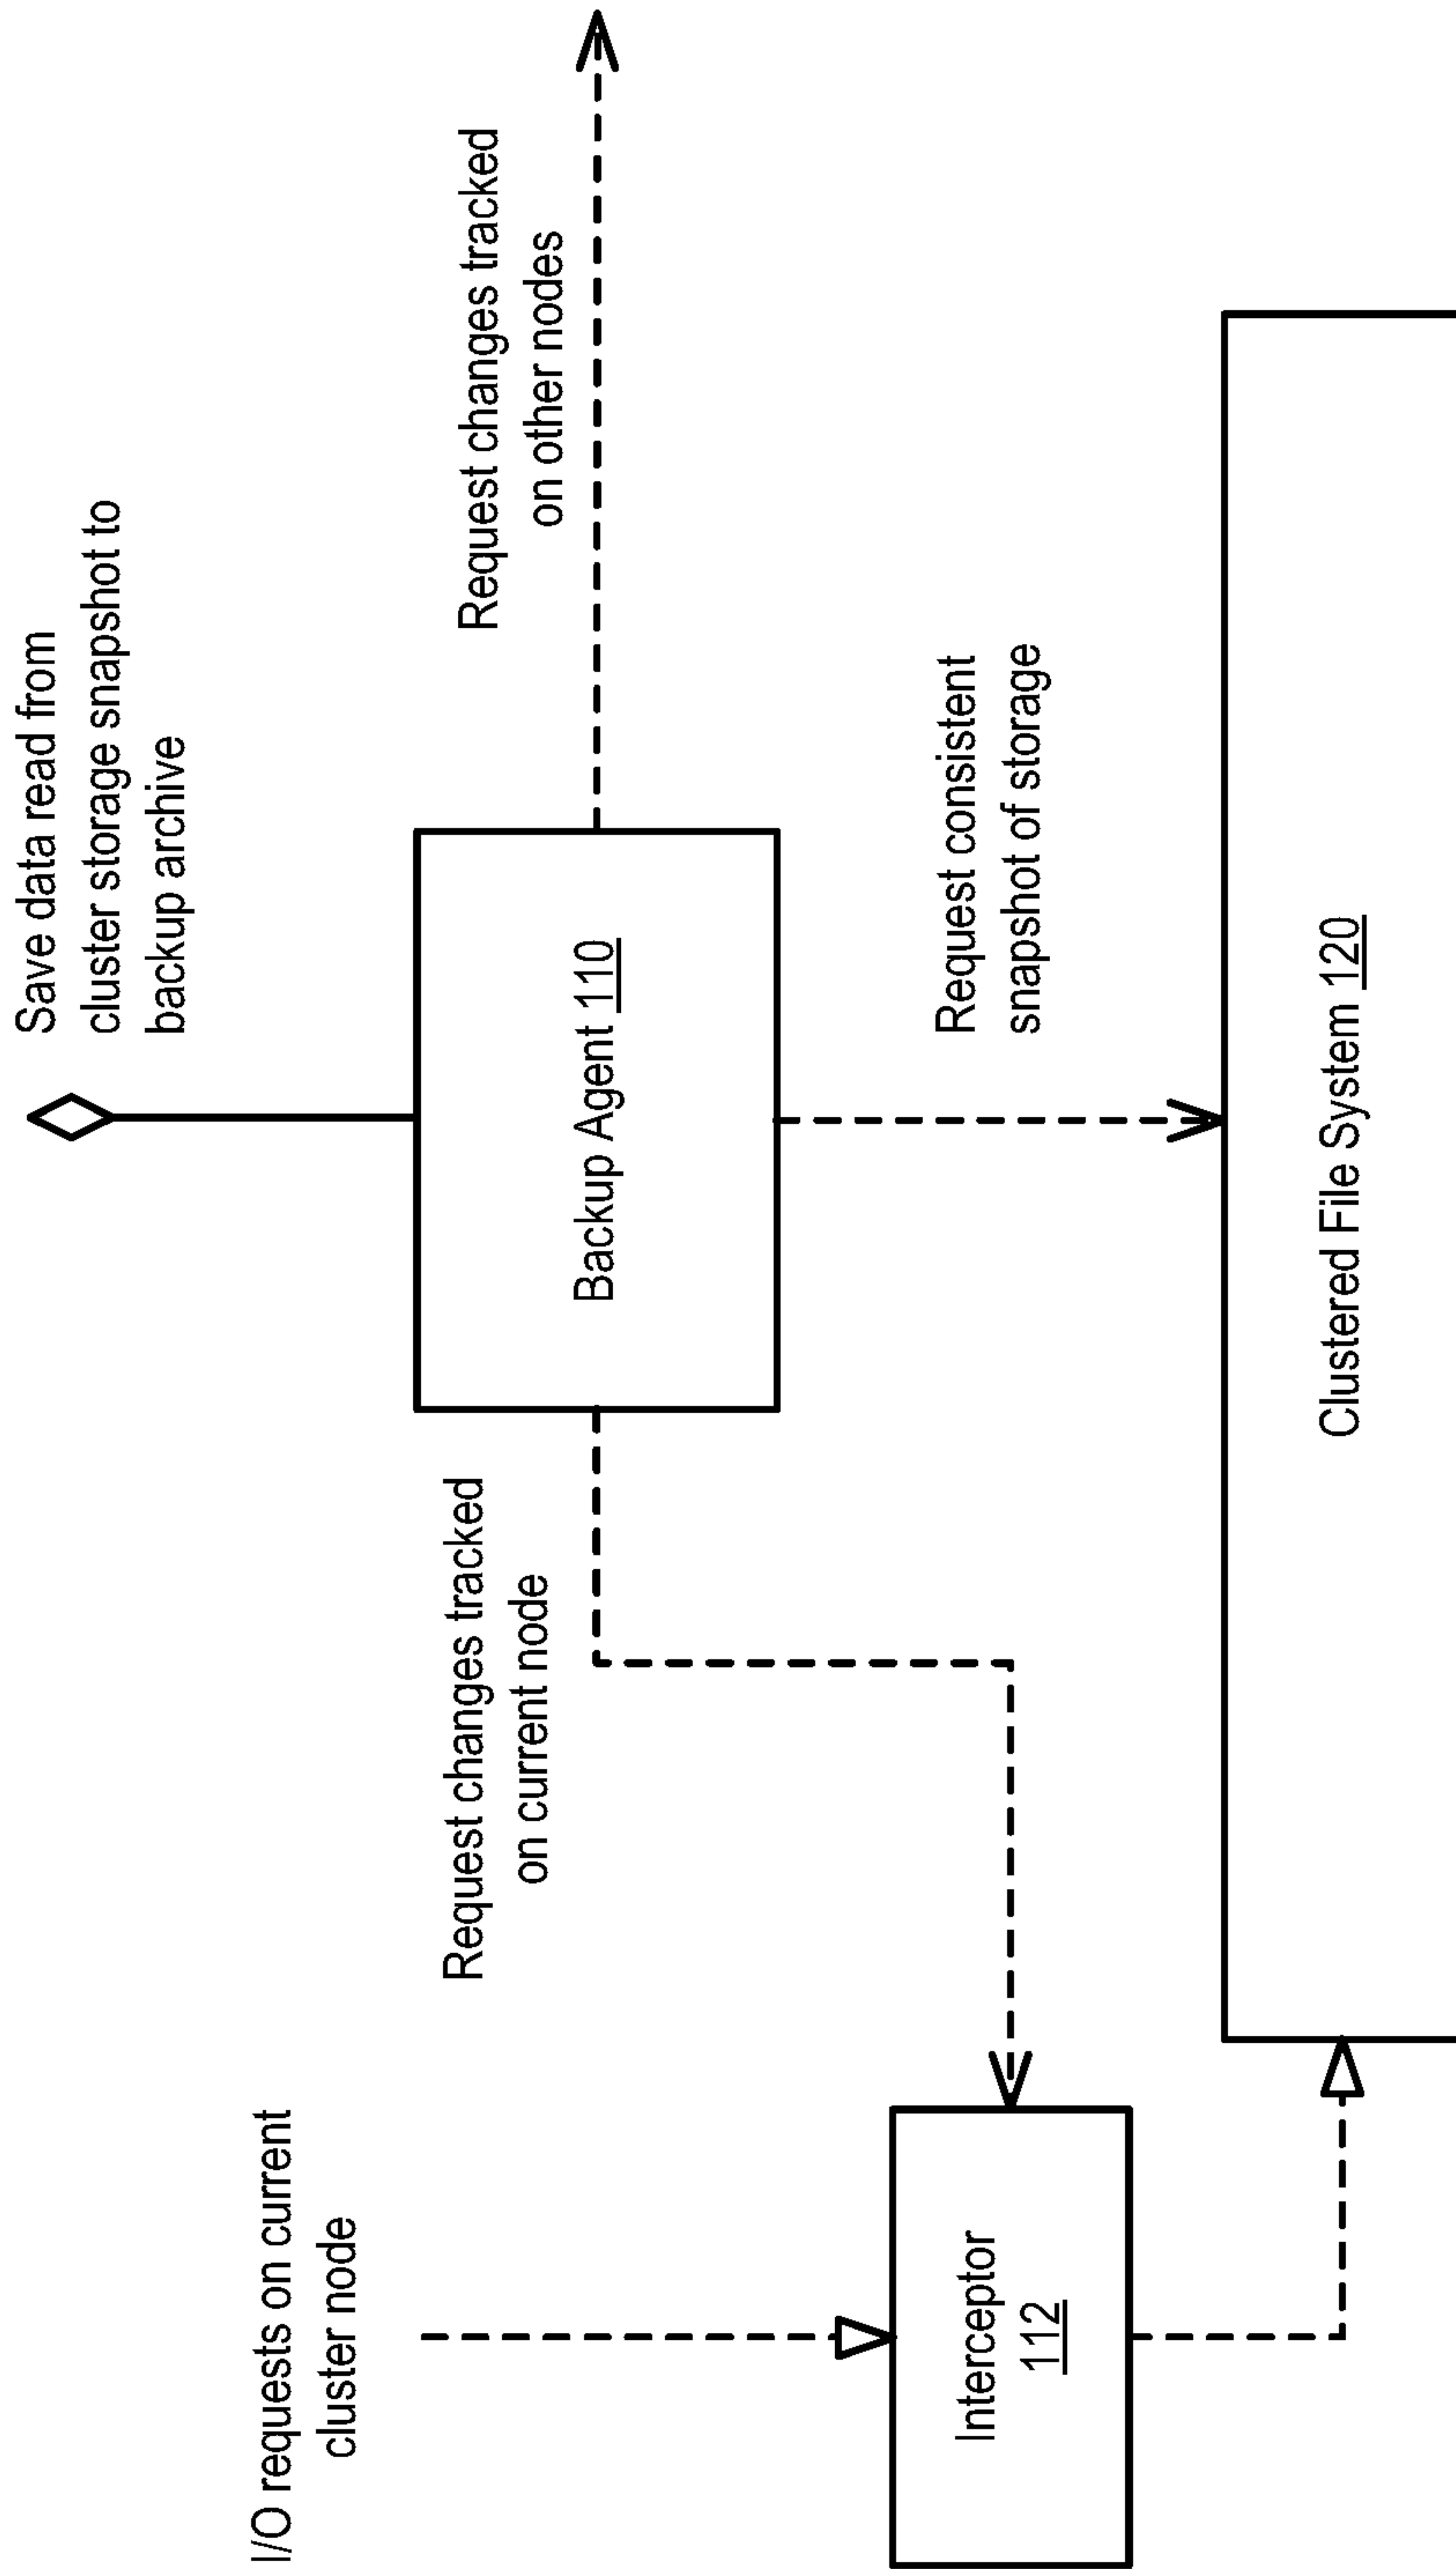 Save data read from
cluster storage snapshot to
backup archive
I/O requests on current
cluster node
Request changes tracked
on current node
Request changes tracked
on other nodes
Backup Agent 110
Request consistent
snapshot of storage
Interceptor
112
Clustered File System 120